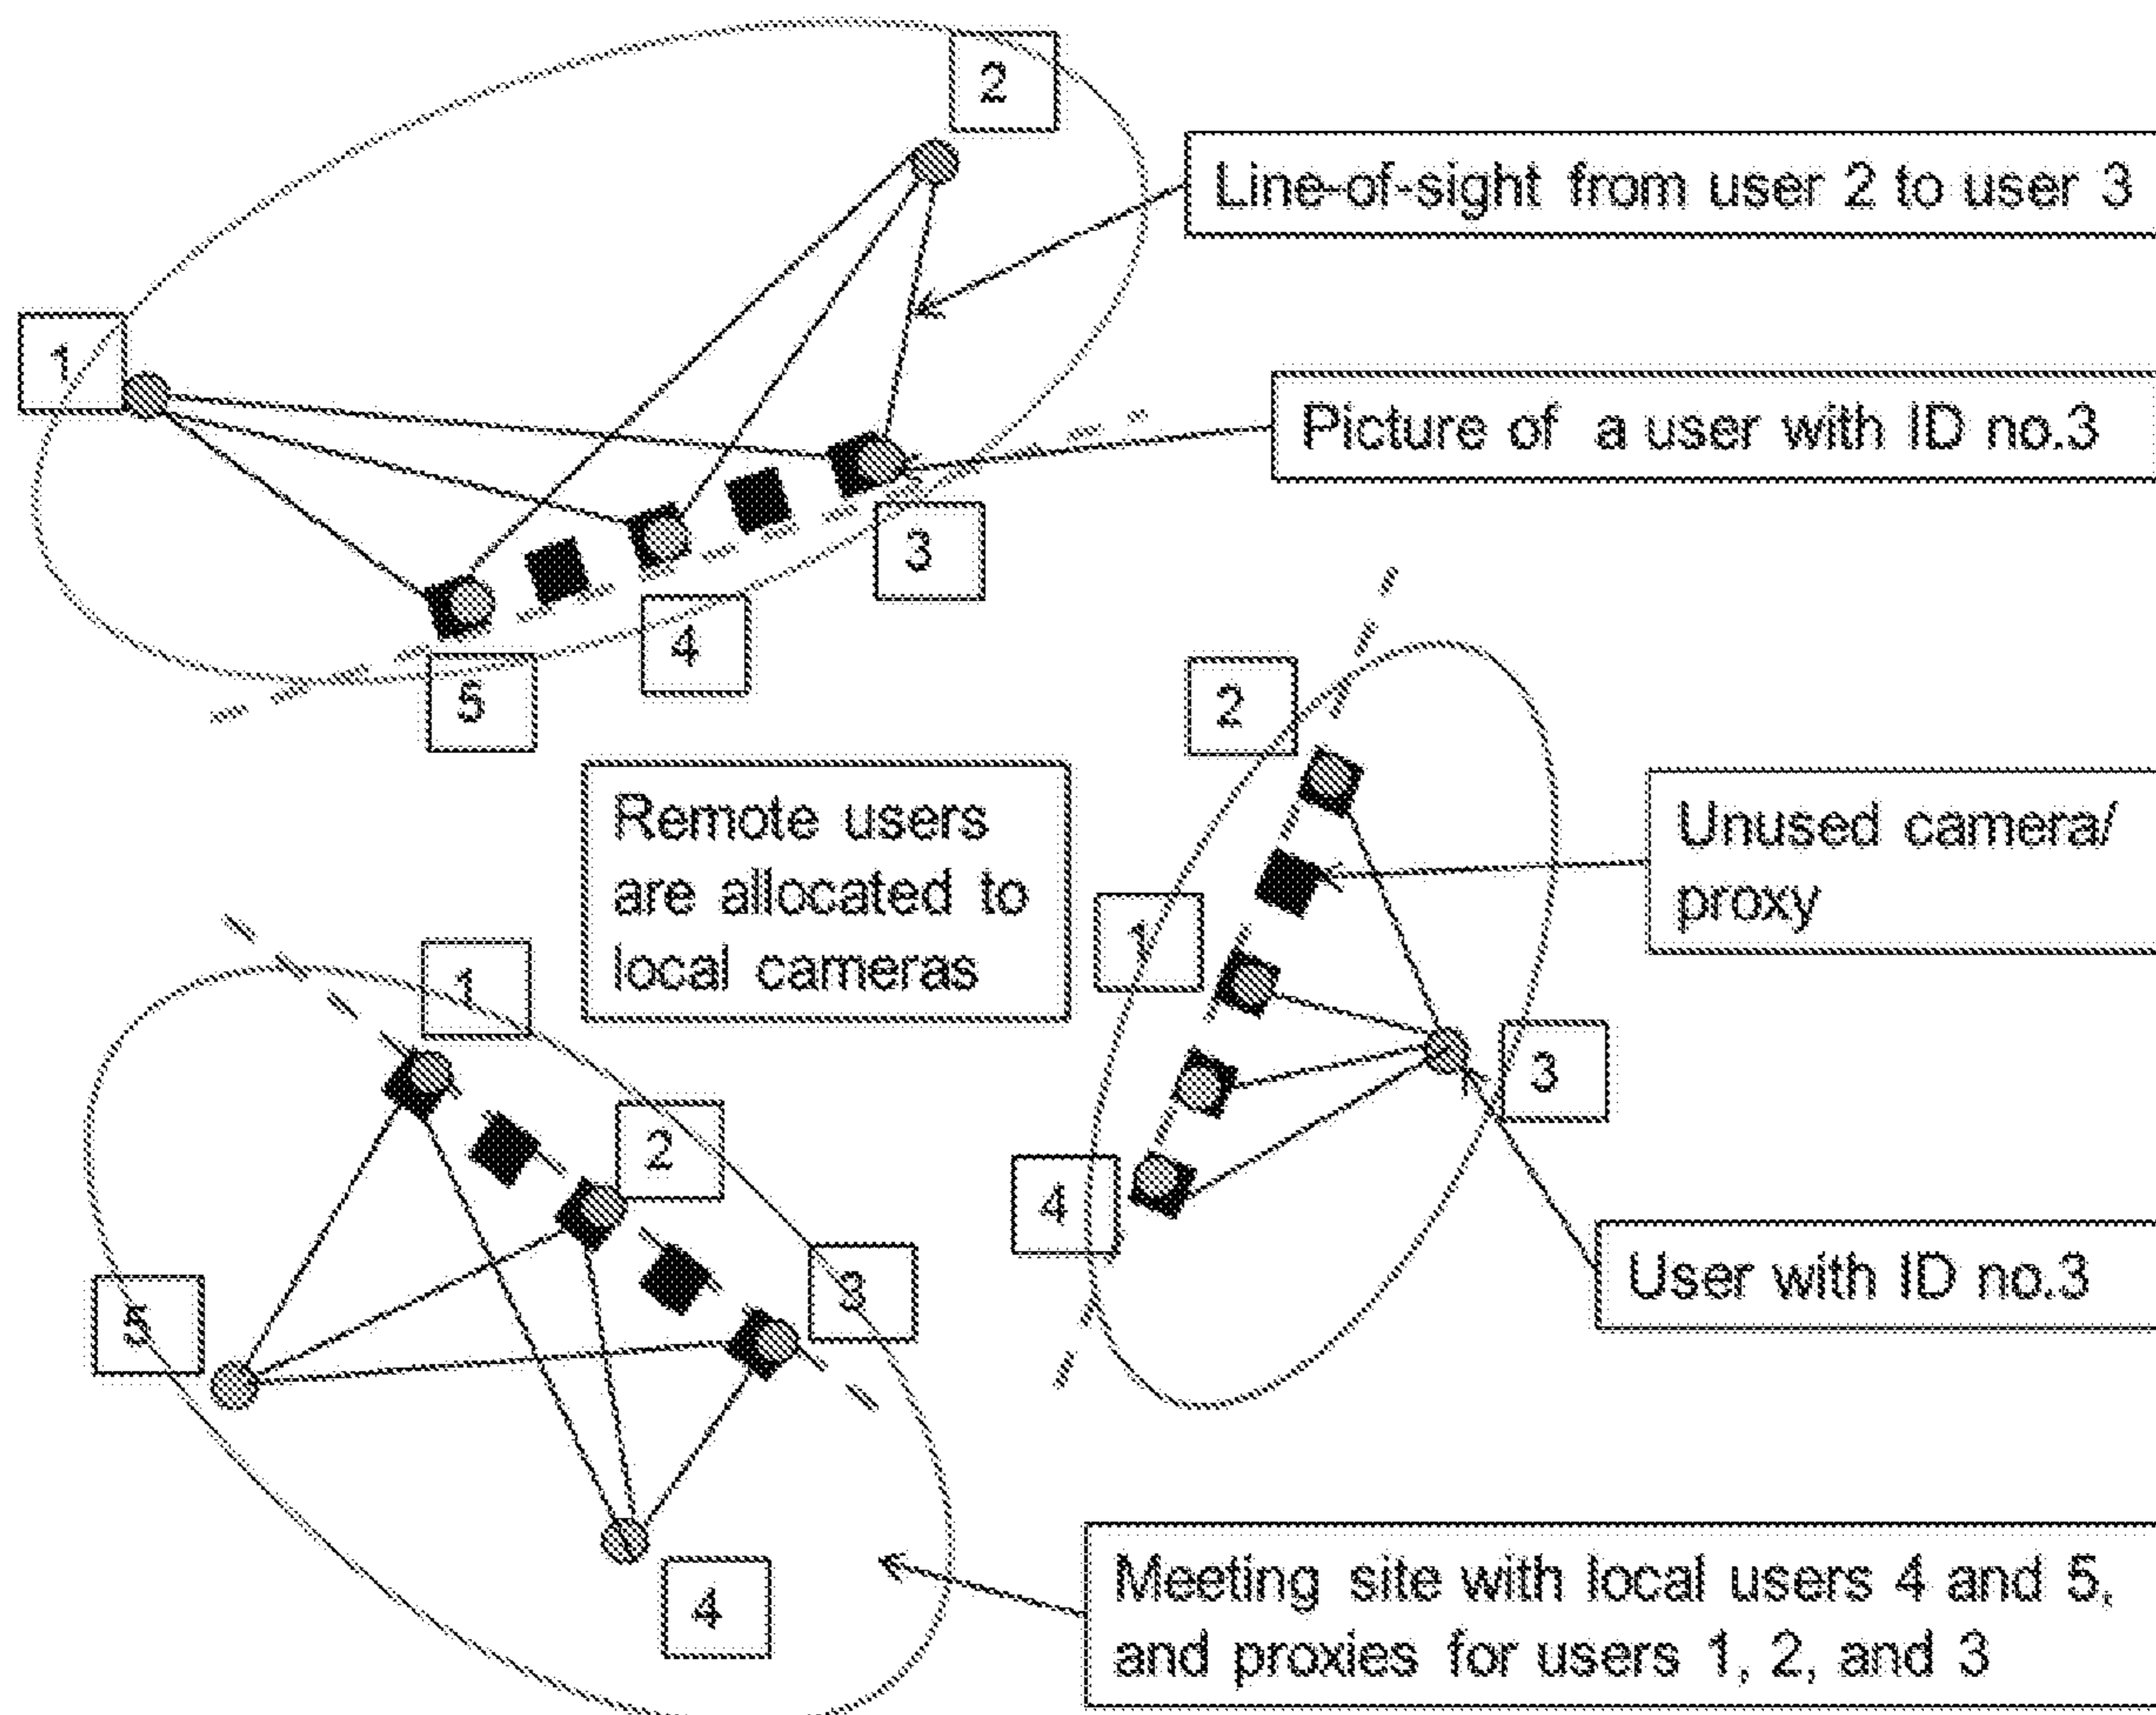 2
Line-of-sight from user 2 to user 3
1
Picture of a user with ID no.3
3
4
5
2
Remote users
are allocated to
local cameras
Unused camera/
proxy
1
1
2
3
4
3
5
User with ID no.3
4
Meeting site with local users 4 and 5,
and proxies for users 1, 2, and 3